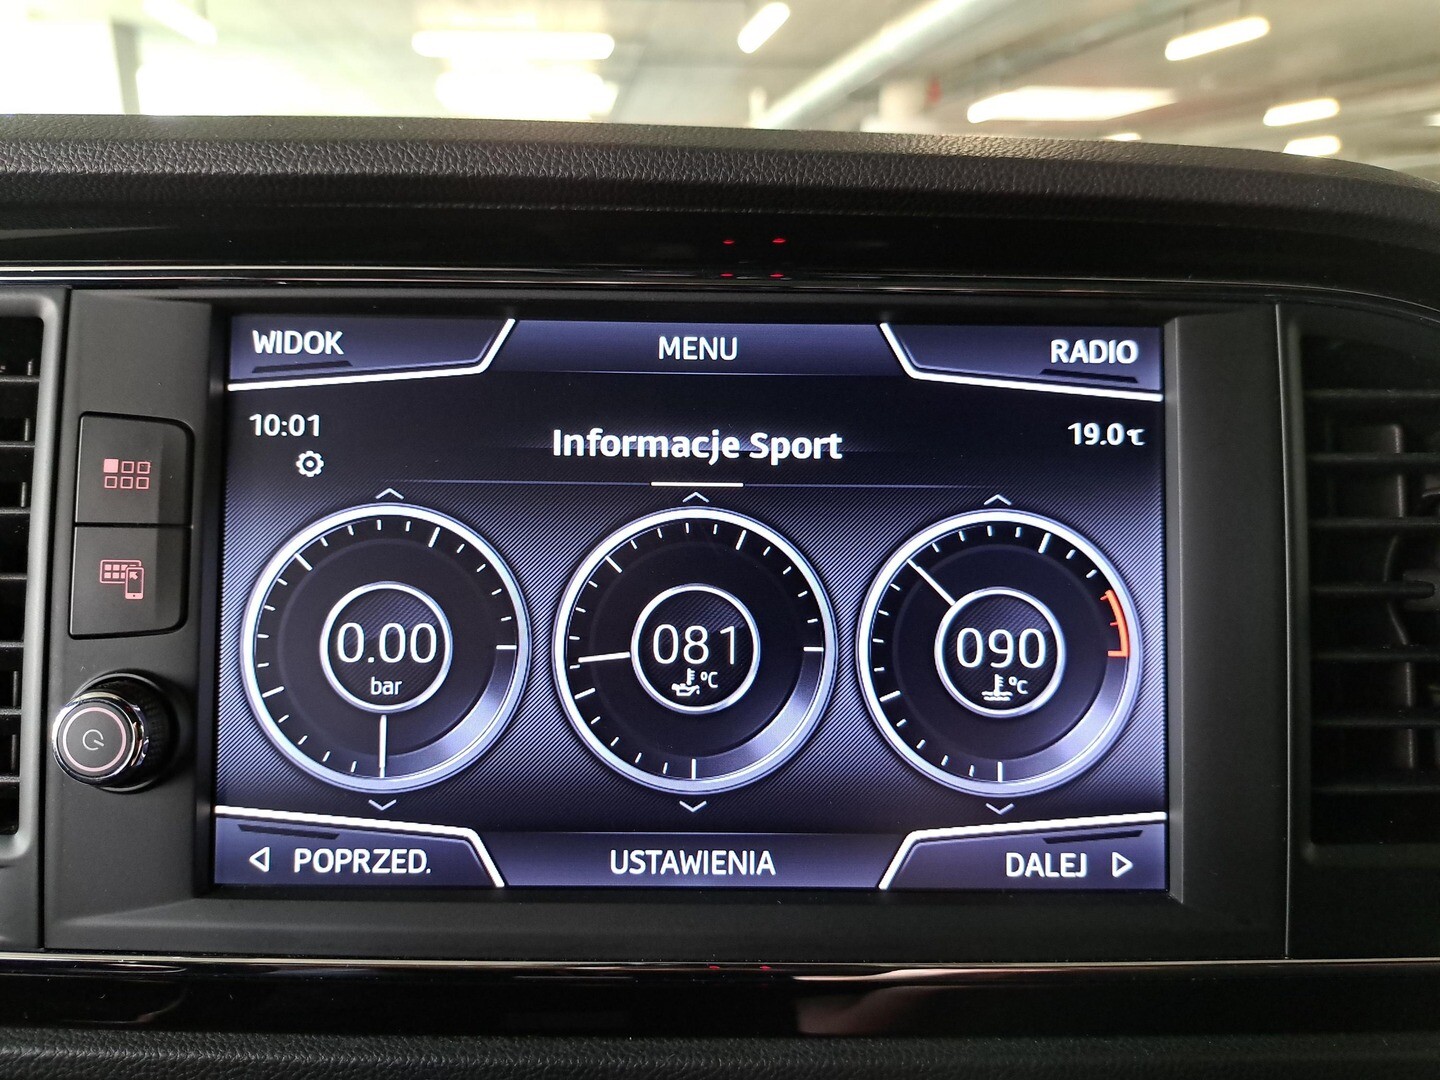 WIDOK
MENU
RADIO
10:01
Informacje Sport
19.0℃
0.00
bar
081
°C
090
°C
POPRZED.
USTAWIENIA
DALEJ